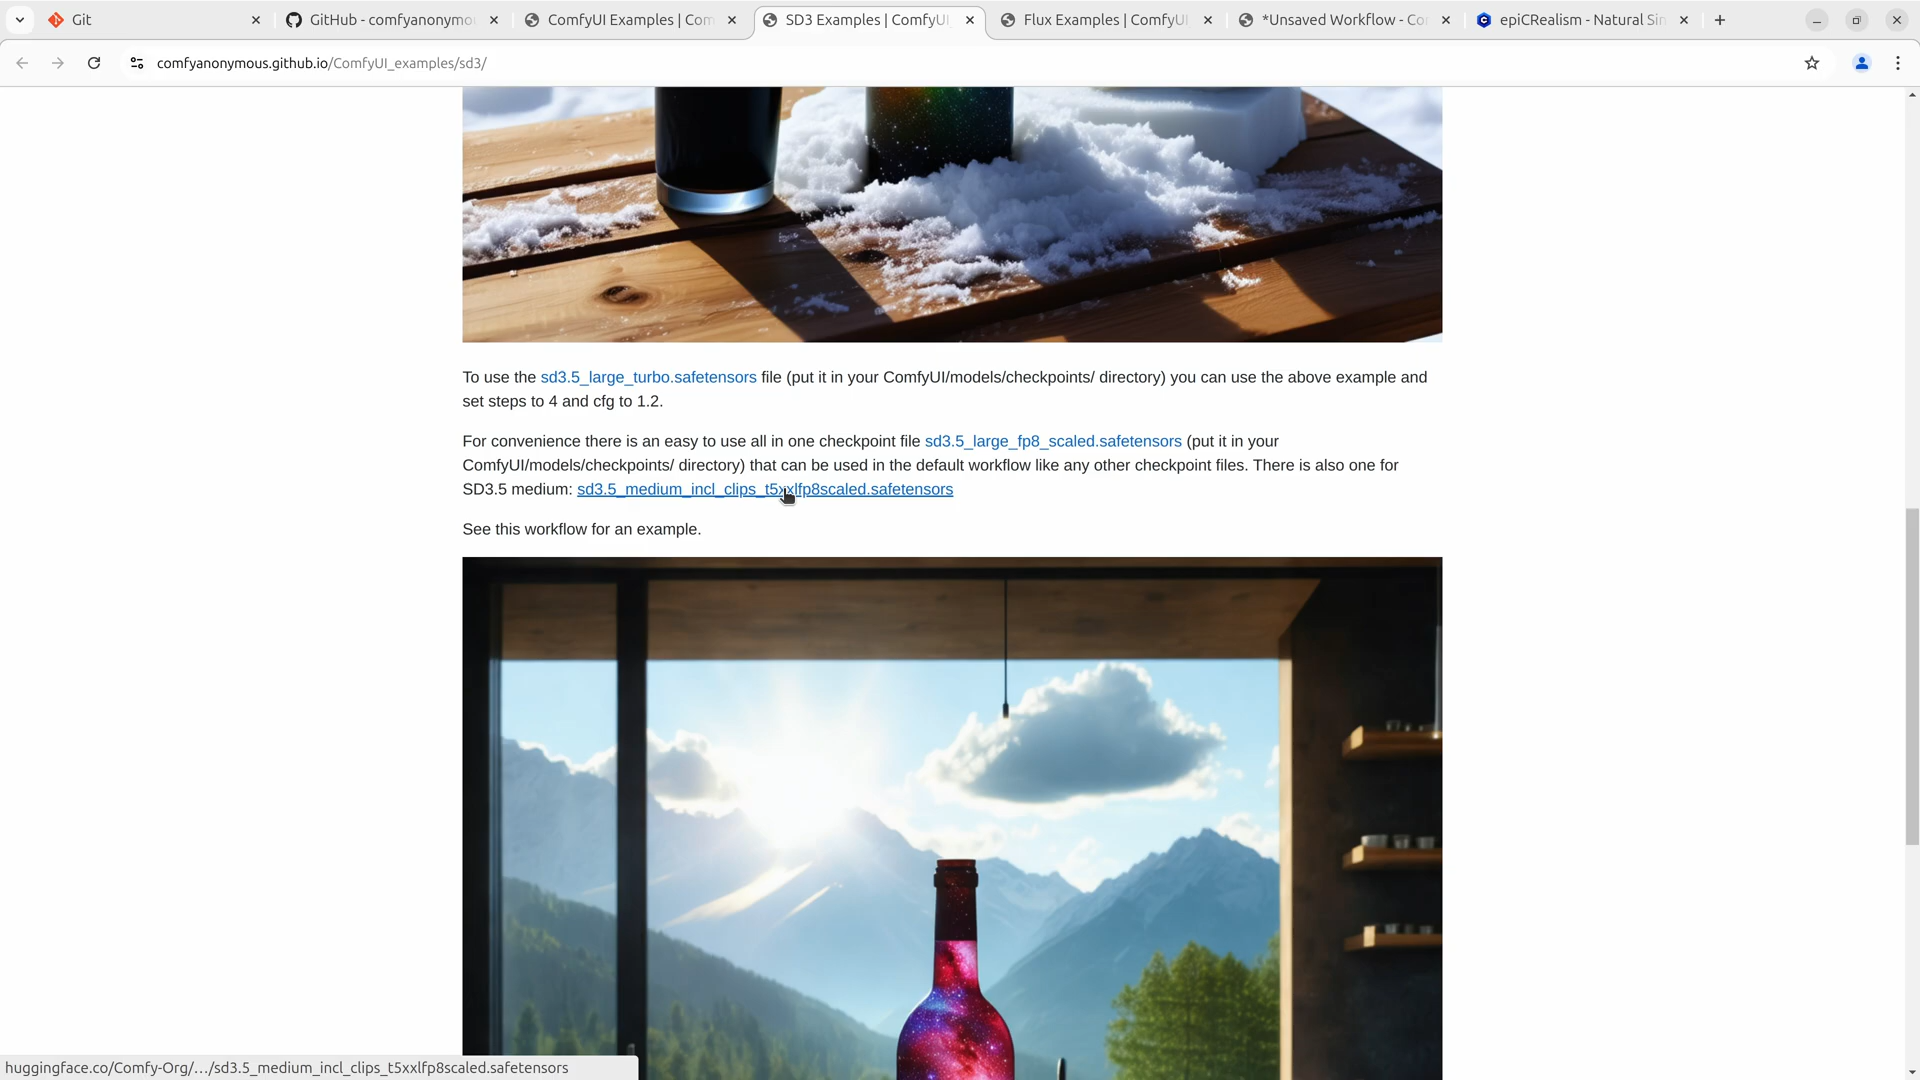 Git
GitHub - comfyanonymo
ComfyUI Examples | Com
SD3 Examples | ComfyUI
Flux Examples | ComfyUI
*Unsaved Workflow - Co
epiCRealism - Natural Sin
comfyanonymous.github.io/ComfyUI_examples/sd3/
To use the sd3.5_large_turbo.safetensors file (put it in your ComfyUI/models/checkpoints/ directory) you can use the above example and
set steps to 4 and cfg to 1.2.
For convenience there is an easy to use all in one checkpoint file sd3.5_large_fp8_scaled.safetensors (put it in your
ComfyUI/models/checkpoints/ directory) that can be used in the default workflow like any other checkpoint files. There is also one for
SD3.5 medium: sd3.5_medium_incl_clips_t5xxlfp8scaled.safetensors
See this workflow for an example.
huggingface.co/Comfy-Org/…/sd3.5_medium_incl_clips_t5xxlfp8scaled.safetensors